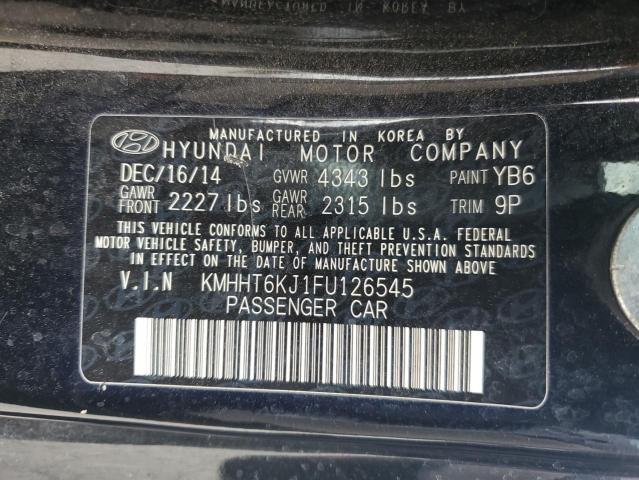 MANUFACTURED IN KOREA BY
HYUNDAI MOTOR COMPANY
DEC/16/14 GVWR 4343 lbs PAINT YB6
GAWR FRONT 2227 lbs GAWR REAR 2315 lbs TRIM 9P
THIS VEHICLE CONFORMS TO ALL APPLICABLE U.S.A. FEDERAL
MOTOR VEHICLE SAFETY, BUMPER, AND THEFT PREVENTION STANDARDS
IN EFFECT ON THE DATE OF MANUFACTURE SHOWN ABOVE.
V.I.N KMHHT6KJ1FU126545
PASSENGER CAR